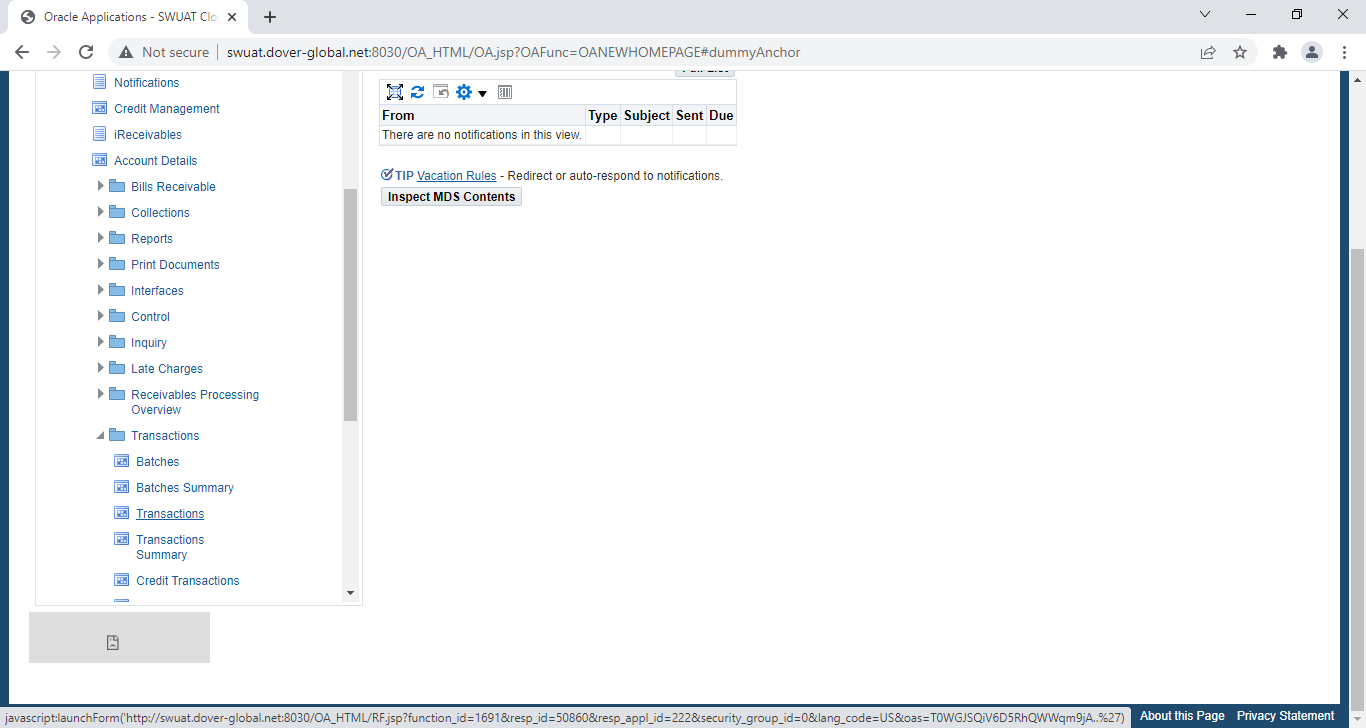 Oracle Applications - SWUAT Clo
Not secure
swuat.dover-global.net:8030/OA_HTML/OA.jsp?OAFunc=OANEWHOMEPAGE#dummyAnchor
Notifications
Credit Management
iReceivables
Account Details
Bills Receivable
Collections
Reports
Print Documents
Interfaces
Control
Inquiry
Late Charges
Receivables Processing
Overview
Transactions
Batches
Batches Summary
Transactions
Transactions
Summary
Credit Transactions
From Type Subject Sent Due
There are no notifications in this view.
TIP Vacation Rules - Redirect or auto-respond to notifications.
Inspect MDS Contents
javascript:launchForm('http://swuat.dover-global.net:8030/OA_HTML/RF.jsp?function_id=1691&resp_id=50860&resp_appl_id=222&security_group_id=0&lang_code=US&oas=T0WGJSQiV6D5RhQWWqm9jA..%27)
About this Page Privacy Statement